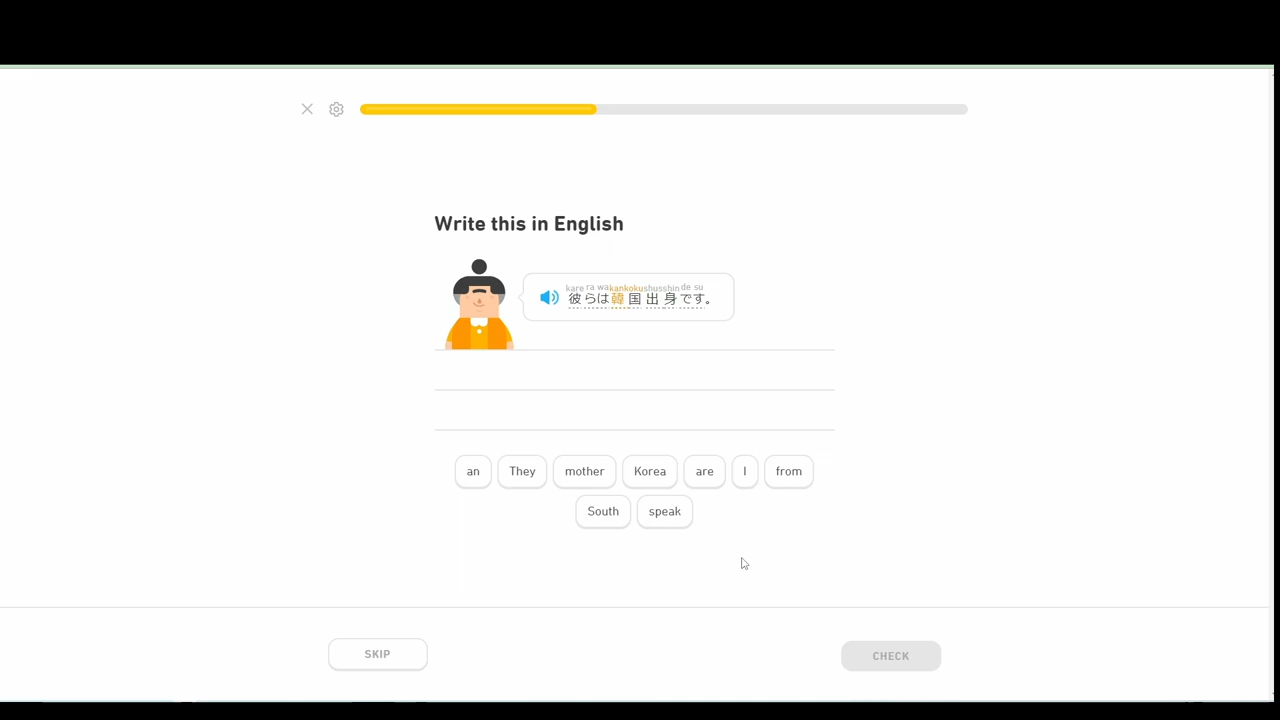 Write this in English
kare ra wa kankoku shusshin de su
彼らは韓国出身です。
an They mother Korea are I from
South speak
SKIP CHECK